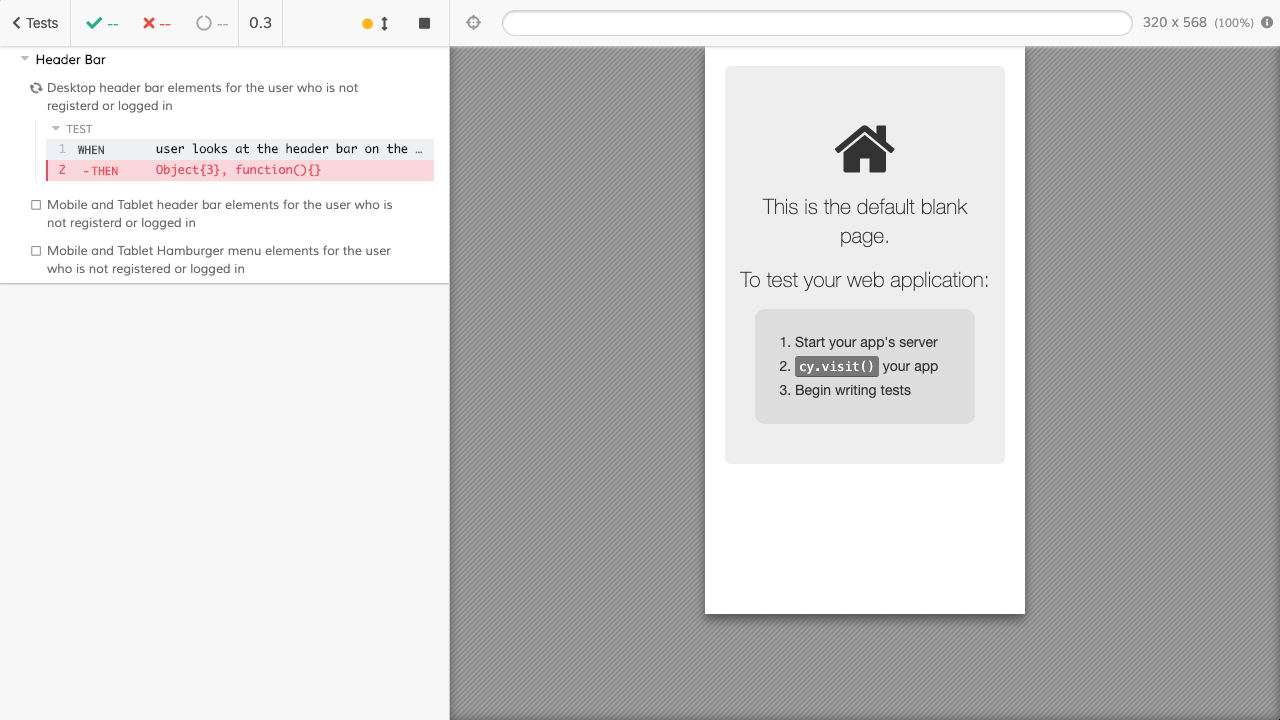 Tests -- -- -- 0.3
320 x 568 (100%)
Header Bar
Desktop header bar elements for the user who is not
registerd or logged in
TEST
1 WHEN user looks at the header bar on the …
2 -THEN Object{3}, function(){}
Mobile and Tablet header bar elements for the user who is
not registerd or logged in
Mobile and Tablet Hamburger menu elements for the user
who is not registered or logged in
This is the default blank
page.
To test your web application:
1. Start your app's server
2. cy.visit() your app
3. Begin writing tests